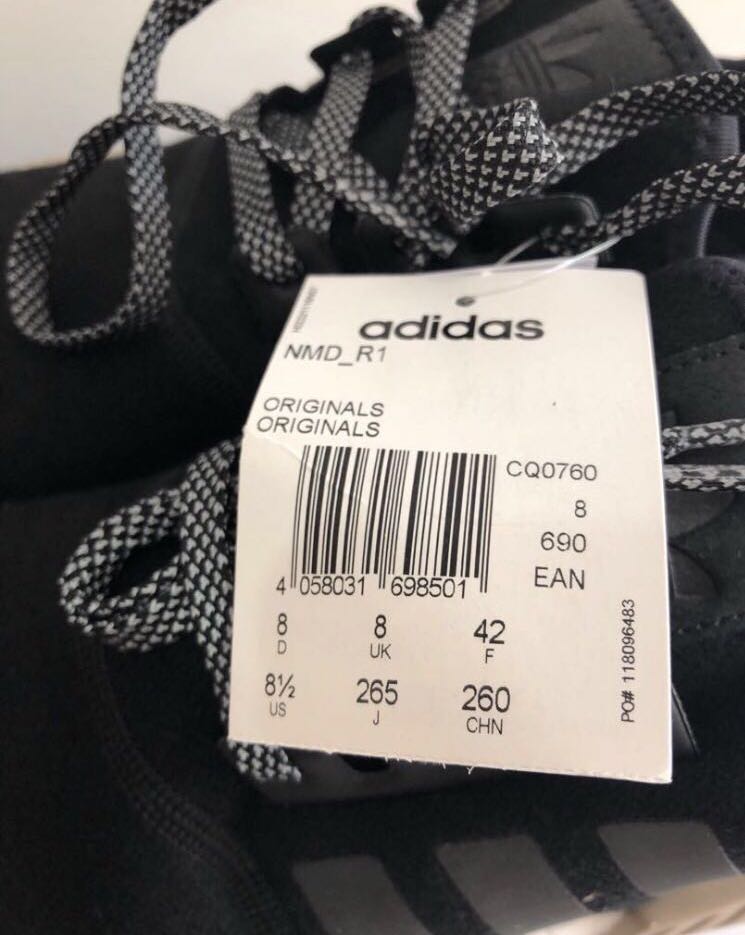 adidas
NMD_R1
ORIGINALS
ORIGINALS
CQ0760
8
690
EAN
4 058031 698501
8 8 42
D UK F
8½ 265 260
US J CHN
PO# 118096483